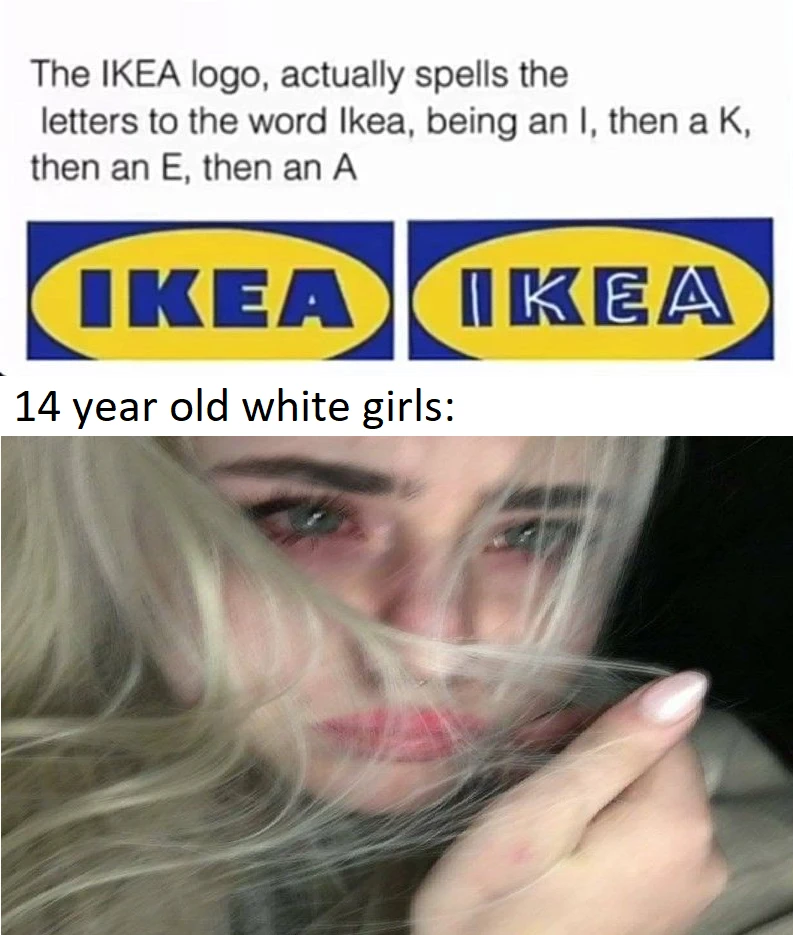 The IKEA logo, actually spells the
letters to the word Ikea, being an I, then a K,
then an E, then an A
IKEA IKEA
14 year old white girls: